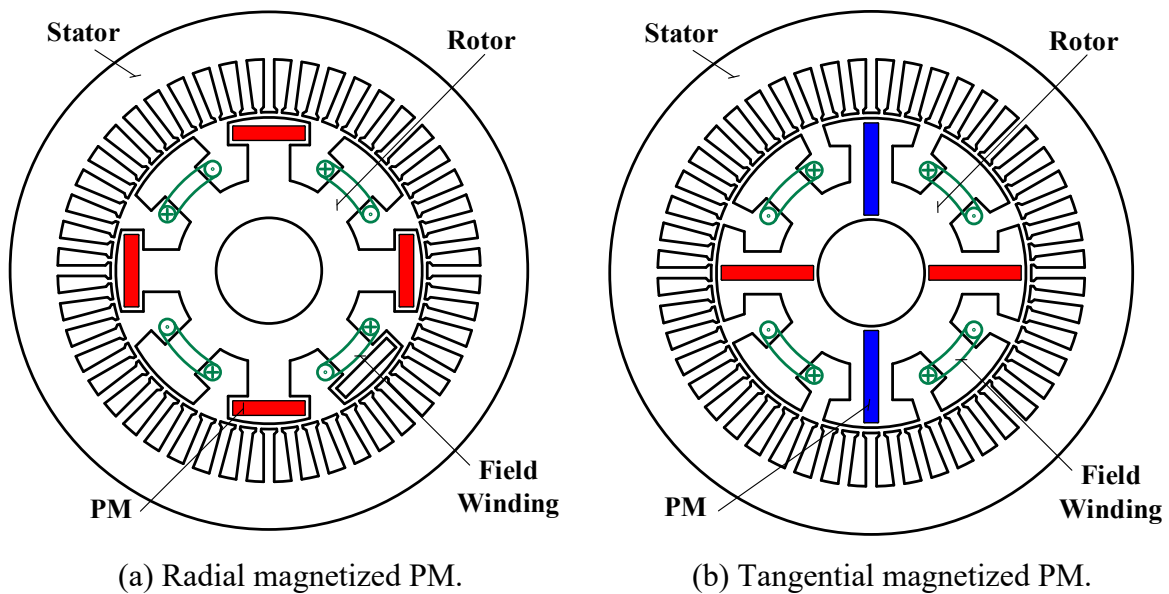 Stator
Rotor
PM
Field
Winding
(a) Radial magnetized PM.
Stator
Rotor
PM
Field
Winding
(b) Tangential magnetized PM.